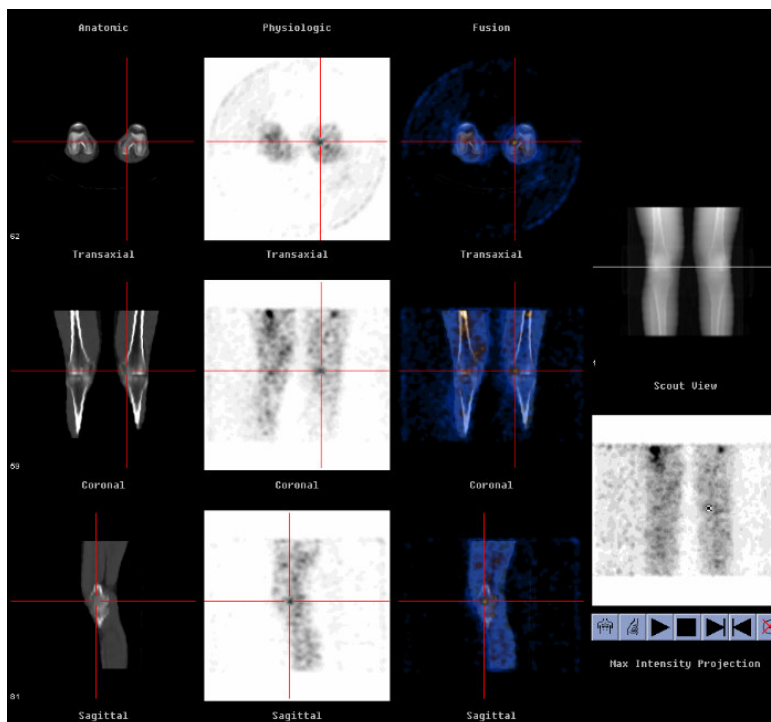 Anatomic Physiologic Fusion
62
Transaxial Transaxial Transaxial
1
Scout View
59
Coronal Coronal Coronal
81
Max Intensity Projection
Sagittal Sagittal Sagittal